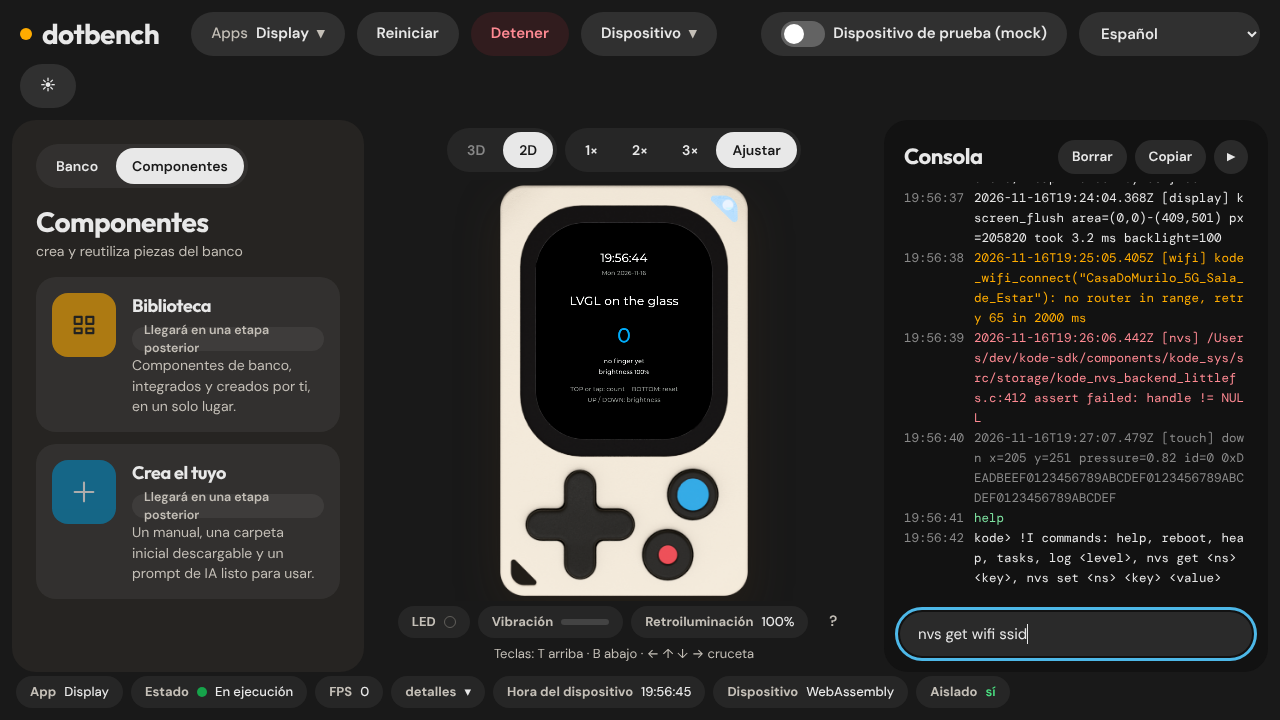 dotbench
Apps Display ▾
Reiniciar
Detener
Dispositivo ▾
Dispositivo de prueba (mock)
Español
Banco
Componentes
Componentes
crea y reutiliza piezas del banco
Biblioteca
Llegará en una etapa
posterior
Componentes de banco,
integrados y creados por ti,
en un solo lugar.
Crea el tuyo
Llegará en una etapa
posterior
Un manual, una carpeta
inicial descargable y un
prompt de IA listo para usar.
3D
2D
1×
2×
3×
Ajustar
19:56:44
Mon 2026-11-16
LVGL on the glass
0
no finger yet
brightness 100%
TOP or tap: count BOTTOM: reset
UP / DOWN: brightness
LED
Vibración
Retroiluminación 100%
?
Teclas: T arriba · B abajo · ← ↑ ↓ → cruceta
Consola
Borrar
Copiar
19:56:37 2026-11-16T19:24:04.368Z [display] k
screen_flush area=(0,0)-(409,501) px
=205820 took 3.2 ms backlight=100
19:56:38 2026-11-16T19:25:05.405Z [wifi] kode
_wifi_connect("CasaDoMurilo_5G_Sala_
de_Estar"): no router in range, retr
y 65 in 2000 ms
19:56:39 2026-11-16T19:26:06.442Z [nvs] /User
s/dev/kode-sdk/components/kode_sys/s
rc/storage/kode_nvs_backend_littlef
s.c:412 assert failed: handle != NUL
L
19:56:40 2026-11-16T19:27:07.479Z [touch] dow
n x=205 y=251 pressure=0.82 id=0 0xD
EADBEEF0123456789ABCDEF0123456789ABC
DEF0123456789ABCDEF
19:56:41 help
19:56:42 kode> !I commands: help, reboot, hea
p, tasks, log <level>, nvs get <ns>
<key>, nvs set <ns> <key> <value>
nvs get wifi ssid
App Display
Estado En ejecución
FPS 0
detalles ▾
Hora del dispositivo 19:56:45
Dispositivo WebAssembly
Aislado sí